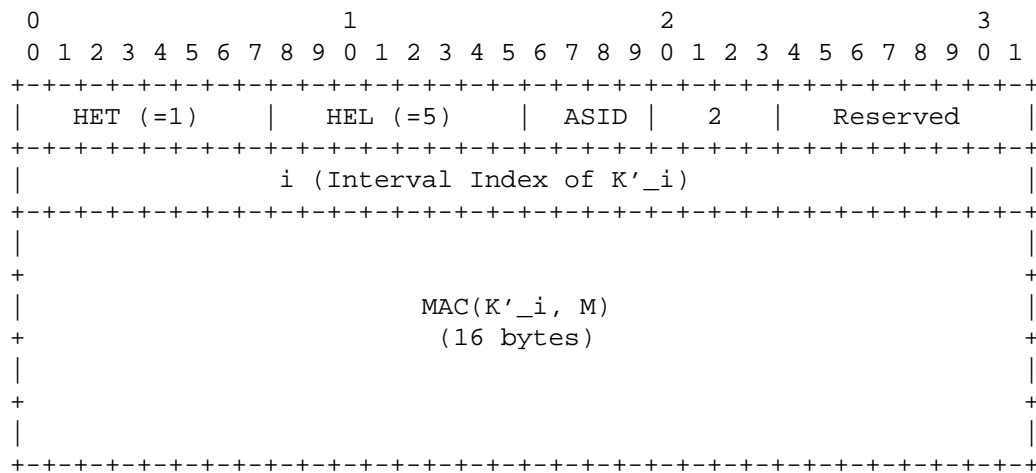 0                   1                   2                   3
 0 1 2 3 4 5 6 7 8 9 0 1 2 3 4 5 6 7 8 9 0 1 2 3 4 5 6 7 8 9 0 1
+-+-+-+-+-+-+-+-+-+-+-+-+-+-+-+-+-+-+-+-+-+-+-+-+-+-+-+-+-+-+-+-+
|   HET (=1)    |   HEL (=5)    |  ASID |   2   |   Reserved    |
+-+-+-+-+-+-+-+-+-+-+-+-+-+-+-+-+-+-+-+-+-+-+-+-+-+-+-+-+-+-+-+-+
|                i (Interval Index of K'_i)                     |
+-+-+-+-+-+-+-+-+-+-+-+-+-+-+-+-+-+-+-+-+-+-+-+-+-+-+-+-+-+-+-+-+
|                                                               |
+                                                               +
|                         MAC(K'_i, M)                          |
+                          (16 bytes)                           +
|                                                               |
+                                                               +
|                                                               |
+-+-+-+-+-+-+-+-+-+-+-+-+-+-+-+-+-+-+-+-+-+-+-+-+-+-+-+-+-+-+-+-+